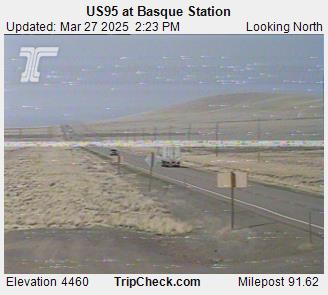 US95 at Basque Station
Updated: Mar 27 2025 2:23 PM
Looking North
Elevation 4460
TripCheck.com
Milepost 91.62